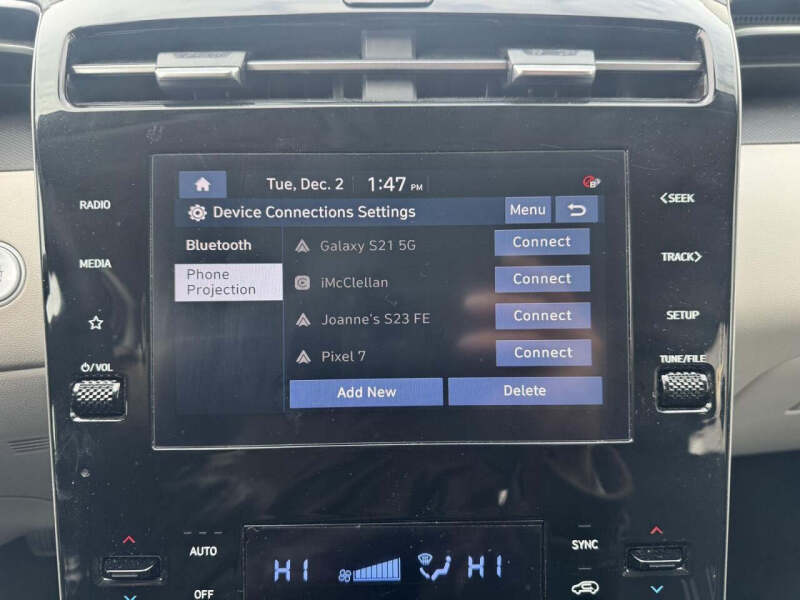 Tue, Dec. 2 1:47 PM
Device Connections Settings Menu
Bluetooth
Phone
Projection
Galaxy S21 5G Connect
iMcClellan Connect
Joanne's S23 FE Connect
Pixel 7 Connect
Add New Delete
RADIO
MEDIA
/VOL
SEEK
TRACK
SETUP
TUNE/FILE
AUTO
OFF
HI HI
SYNC